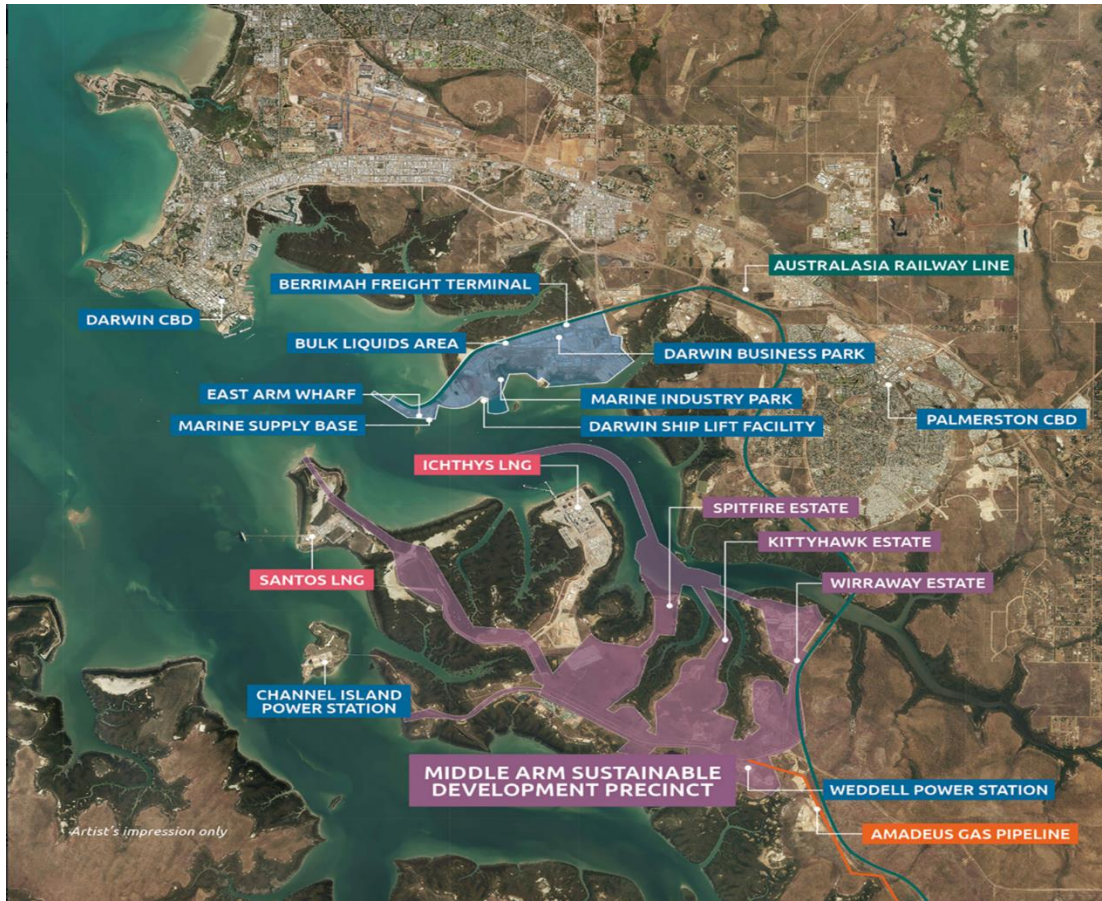 AUSTRALASIA RAILWAY LINE
BERRIMAH FREIGHT TERMINAL
DARWIN CBD
BULK LIQUIDS AREA
DARWIN BUSINESS PARK
EAST ARM WHARF
MARINE INDUSTRY PARK
MARINE SUPPLY BASE
DARWIN SHIP LIFT FACILITY
PALMERSTON CBD
ICHTHYS LNG
SPITFIRE ESTATE
KITTYHAWK ESTATE
SANTOS LNG
WIRRAWAY ESTATE
CHANNEL ISLAND
POWER STATION
MIDDLE ARM SUSTAINABLE
DEVELOPMENT PRECINCT
WEDDELL POWER STATION
AMADEUS GAS PIPELINE
Artist's impression only